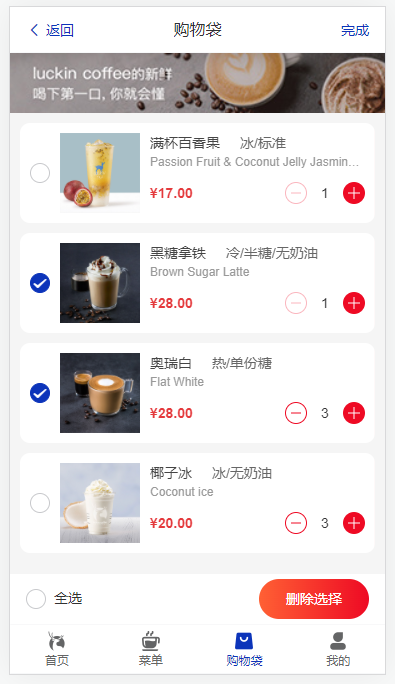 返回
购物袋
完成
luckin coffee的新鲜
喝下第一口, 你就会懂
满杯百香果 冰/标准
Passion Fruit & Coconut Jelly Jasmin...
¥17.00
1
黑糖拿铁 冷/半糖/无奶油
Brown Sugar Latte
¥28.00
1
奥瑞白 热/单份糖
Flat White
¥28.00
3
椰子冰 冰/无奶油
Coconut ice
¥20.00
3
全选
删除选择
首页
菜单
购物袋
我的